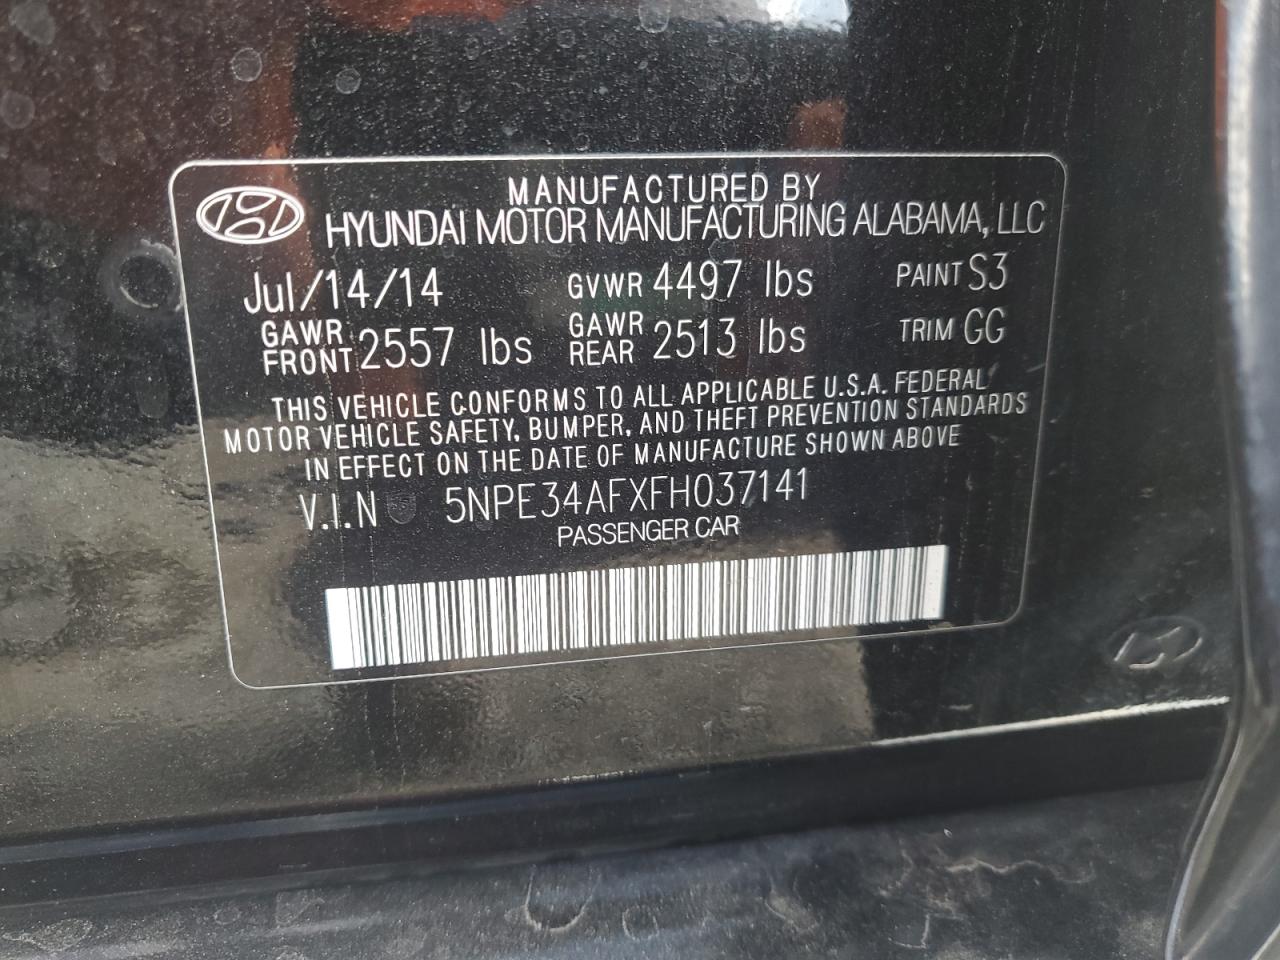 MANUFACTURED BY
HYUNDAI MOTOR MANUFACTURING ALABAMA, LLC
Jul/14/14 GVWR 4497 lbs PAINT S3
GAWR FRONT 2557 lbs GAWR REAR 2513 lbs TRIM GG
THIS VEHICLE CONFORMS TO ALL APPLICABLE U.S.A. FEDERAL
MOTOR VEHICLE SAFETY, BUMPER, AND THEFT PREVENTION STANDARDS
IN EFFECT ON THE DATE OF MANUFACTURE SHOWN ABOVE
V.I.N 5NPE34AFXFH037141
PASSENGER CAR